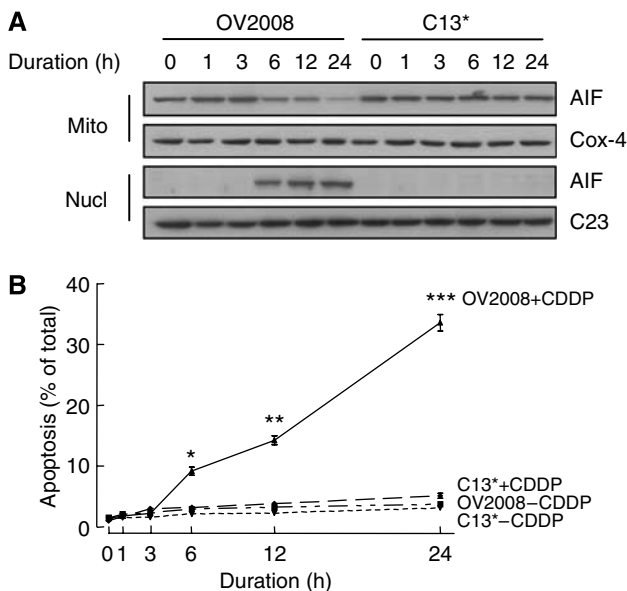 A
OV2008 C13*
Duration (h) 0 1 3 6 12 24 0 1 3 6 12 24
Mito
AIF
Cox-4
Nucl
AIF
C23
B
Apoptosis (% of total)
40
30
20
10
0
*
**
*** OV2008+CDDP
C13*+CDDP
OV2008–CDDP
C13*–CDDP
0 1 3 6 12 24
Duration (h)